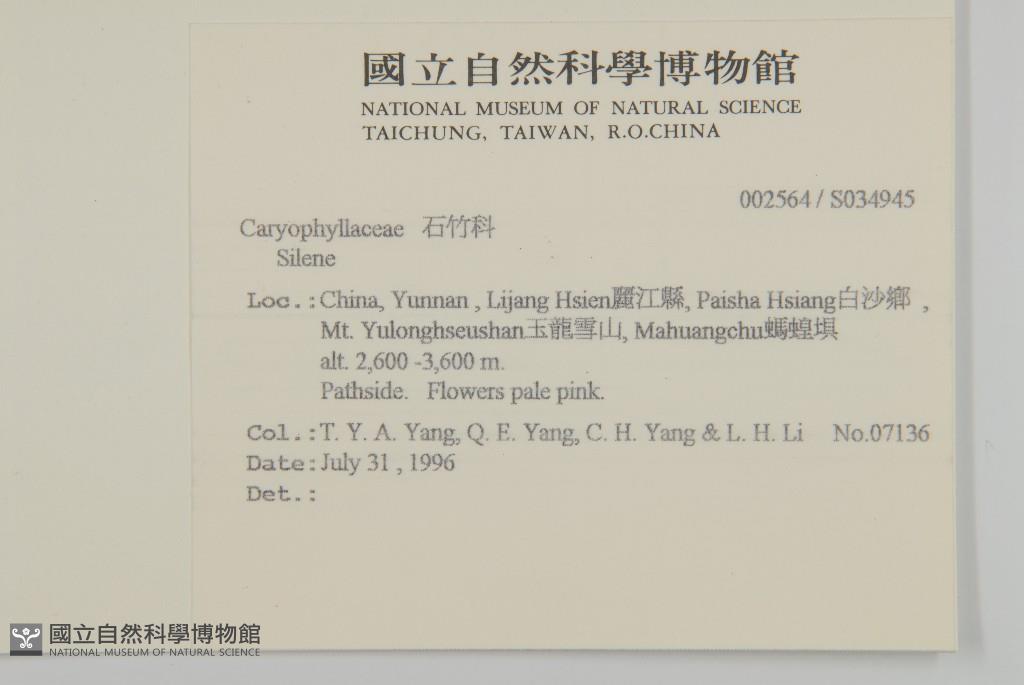 國立自然科學博物館
NATIONAL MUSEUM OF NATURAL SCIENCE
TAICHUNG, TAIWAN, R.O.CHINA
002564 / S034945
Caryophyllaceae 石竹科
Silene
Loc.: China, Yunnan , Lijang Hsien麗江縣, Paisha Hsiang白沙鄉 ,
Mt. Yulonghseushan玉龍雪山, Mahuangchu螞蝗垻
alt. 2,600 -3,600 m.
Pathside. Flowers pale pink.
Col.: T. Y. A. Yang, Q. E. Yang, C. H. Yang & L. H. Li No.07136
Date: July 31 , 1996
Det.:
國立自然科學博物館
NATIONAL MUSEUM OF NATURAL SCIENCE